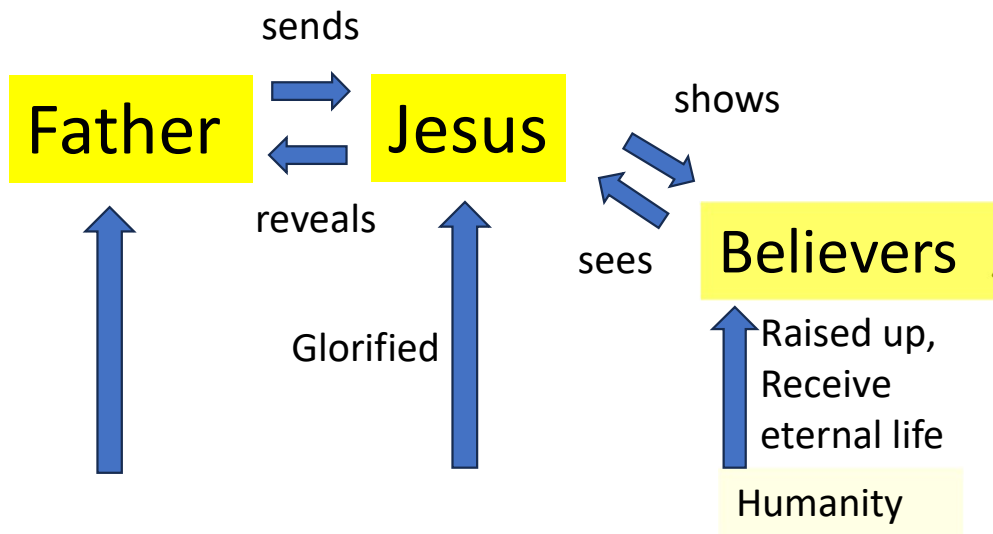 sends
Father
Jesus
shows
reveals
sees
Believers
Glorified
Raised up,
Receive
eternal life
Humanity